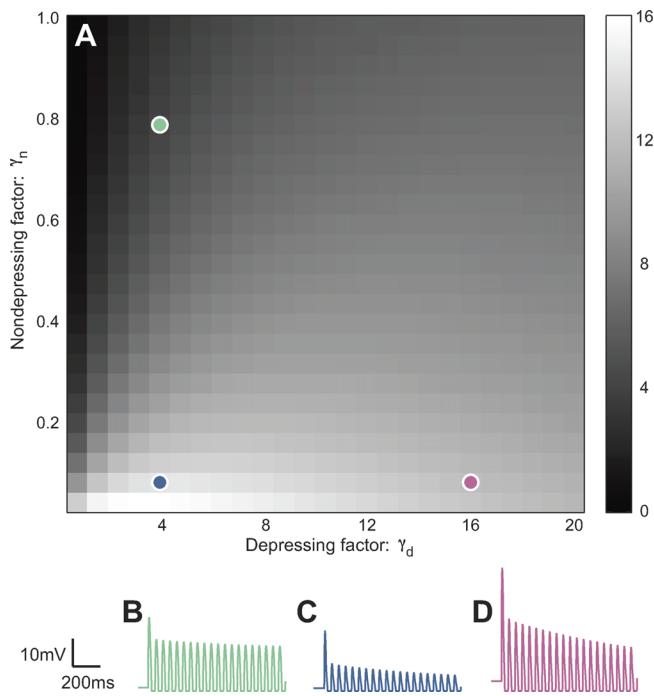 A
Nondepressing factor: γn
1.0
0.8
0.6
0.4
0.2
4
8
12
16
20
Depressing factor: γd
16
12
8
4
0
B
C
D
10mV
200ms